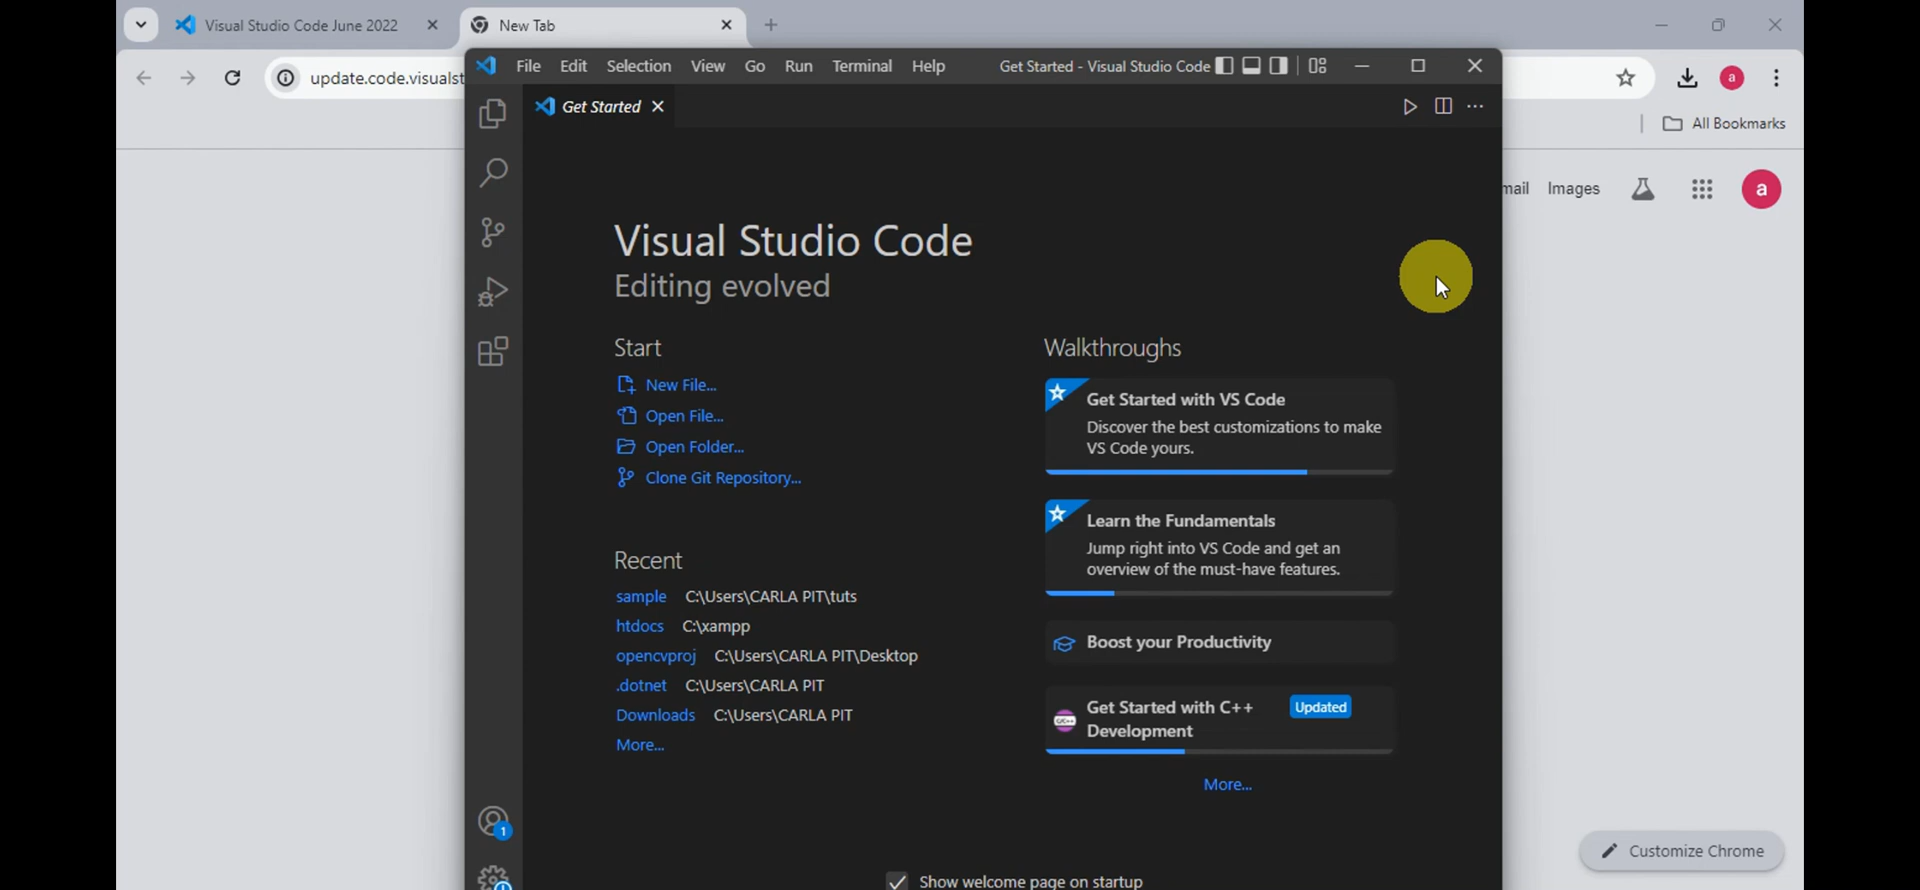 Visual Studio Code June 2022
New Tab
update.code.visualst
File Edit Selection View Go Run Terminal Help
Get Started - Visual Studio Code
a
Get Started
All Bookmarks
Images
a
Visual Studio Code
Editing evolved
Start
New File...
Open File...
Open Folder...
Clone Git Repository...
Recent
sample C:\Users\CARLA PIT\tuts
htdocs C:\xampp
opencvproj C:\Users\CARLA PIT\Desktop
.dotnet C:\Users\CARLA PIT
Downloads C:\Users\CARLA PIT
More...
Walkthroughs
Get Started with VS Code
Discover the best customizations to make
VS Code yours.
Learn the Fundamentals
Jump right into VS Code and get an
overview of the must-have features.
Boost your Productivity
Get Started with C++
Development
Updated
C/C++
More...
1
Customize Chrome
Show welcome page on startup